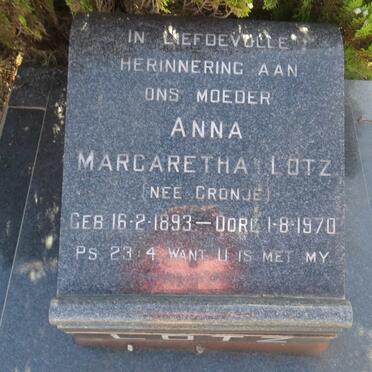 IN LIEFDEVOLLE
HERINNERING AAN
ONS MOEDER
ANNA
MARGARETHA LOTZ
(NEE CRONJE)
GEB 16-2-1893 — OORL 1-8-1970
PS 23:4 WANT U IS MET MY
LOTZ